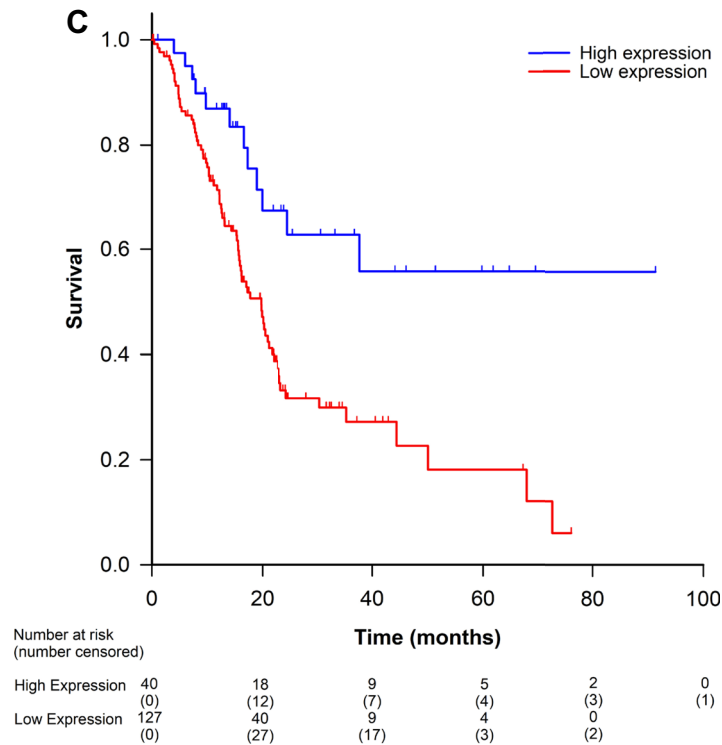 C
1.0
0.8
0.6
0.4
0.2
0.0
Survival
High expression
Low expression
0 20 40 60 80 100
Time (months)
Number at risk
(number censored)
High Expression 40 18 9 5 2 0
(0) (12) (7) (4) (3) (1)
Low Expression 127 40 9 4 0
(0) (27) (17) (3) (2)